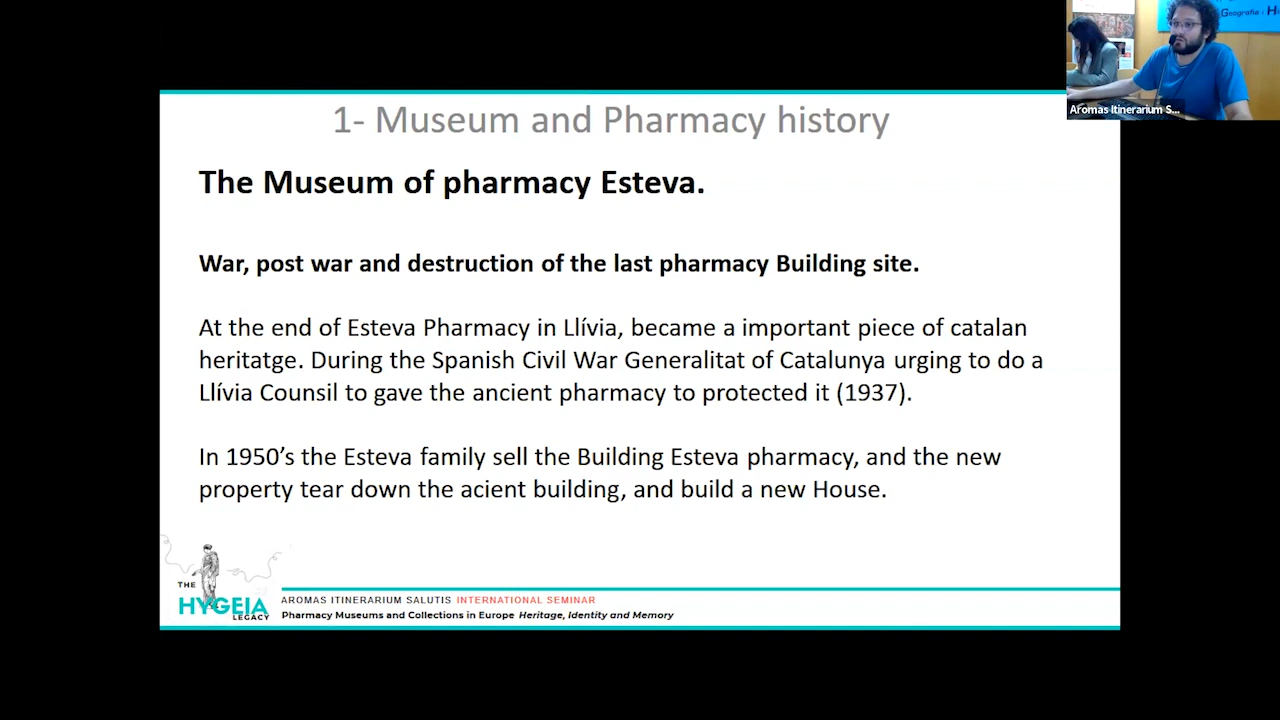 Geografia i H
Aromas Itinerarium S...
1- Museum and Pharmacy history
The Museum of pharmacy Esteva.
War, post war and destruction of the last pharmacy Building site.
At the end of Esteva Pharmacy in Llívia, became a important piece of catalan
heritatge. During the Spanish Civil War Generalitat of Catalunya urging to do a
Llívia Counsil to gave the ancient pharmacy to protected it (1937).
In 1950’s the Esteva family sell the Building Esteva pharmacy, and the new
property tear down the acient building, and build a new House.
THE
HYGEIA
LEGACY
AROMAS ITINERARIUM SALUTIS INTERNATIONAL SEMINAR
Pharmacy Museums and Collections in Europe Heritage, Identity and Memory